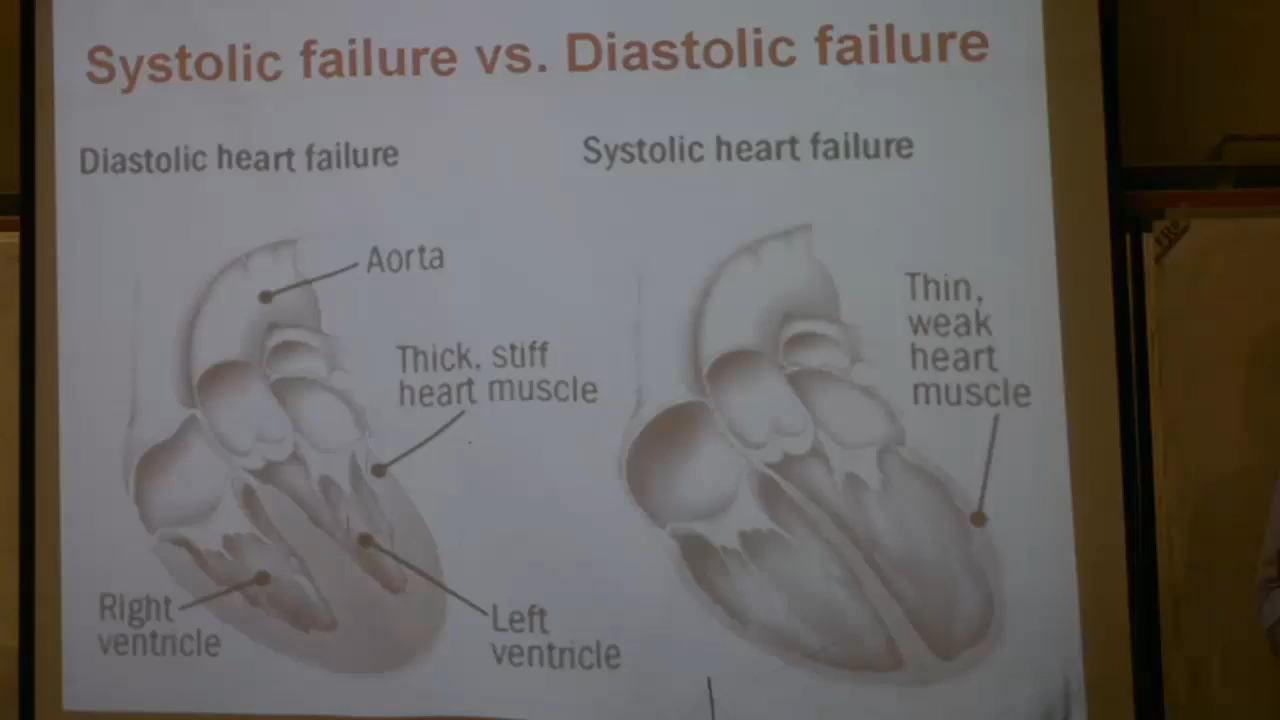 Systolic failure vs. Diastolic failure
Diastolic heart failure
Systolic heart failure
Aorta
Thick, stiff
heart muscle
Right
ventricle
Left
ventricle
Thin,
weak
heart
muscle